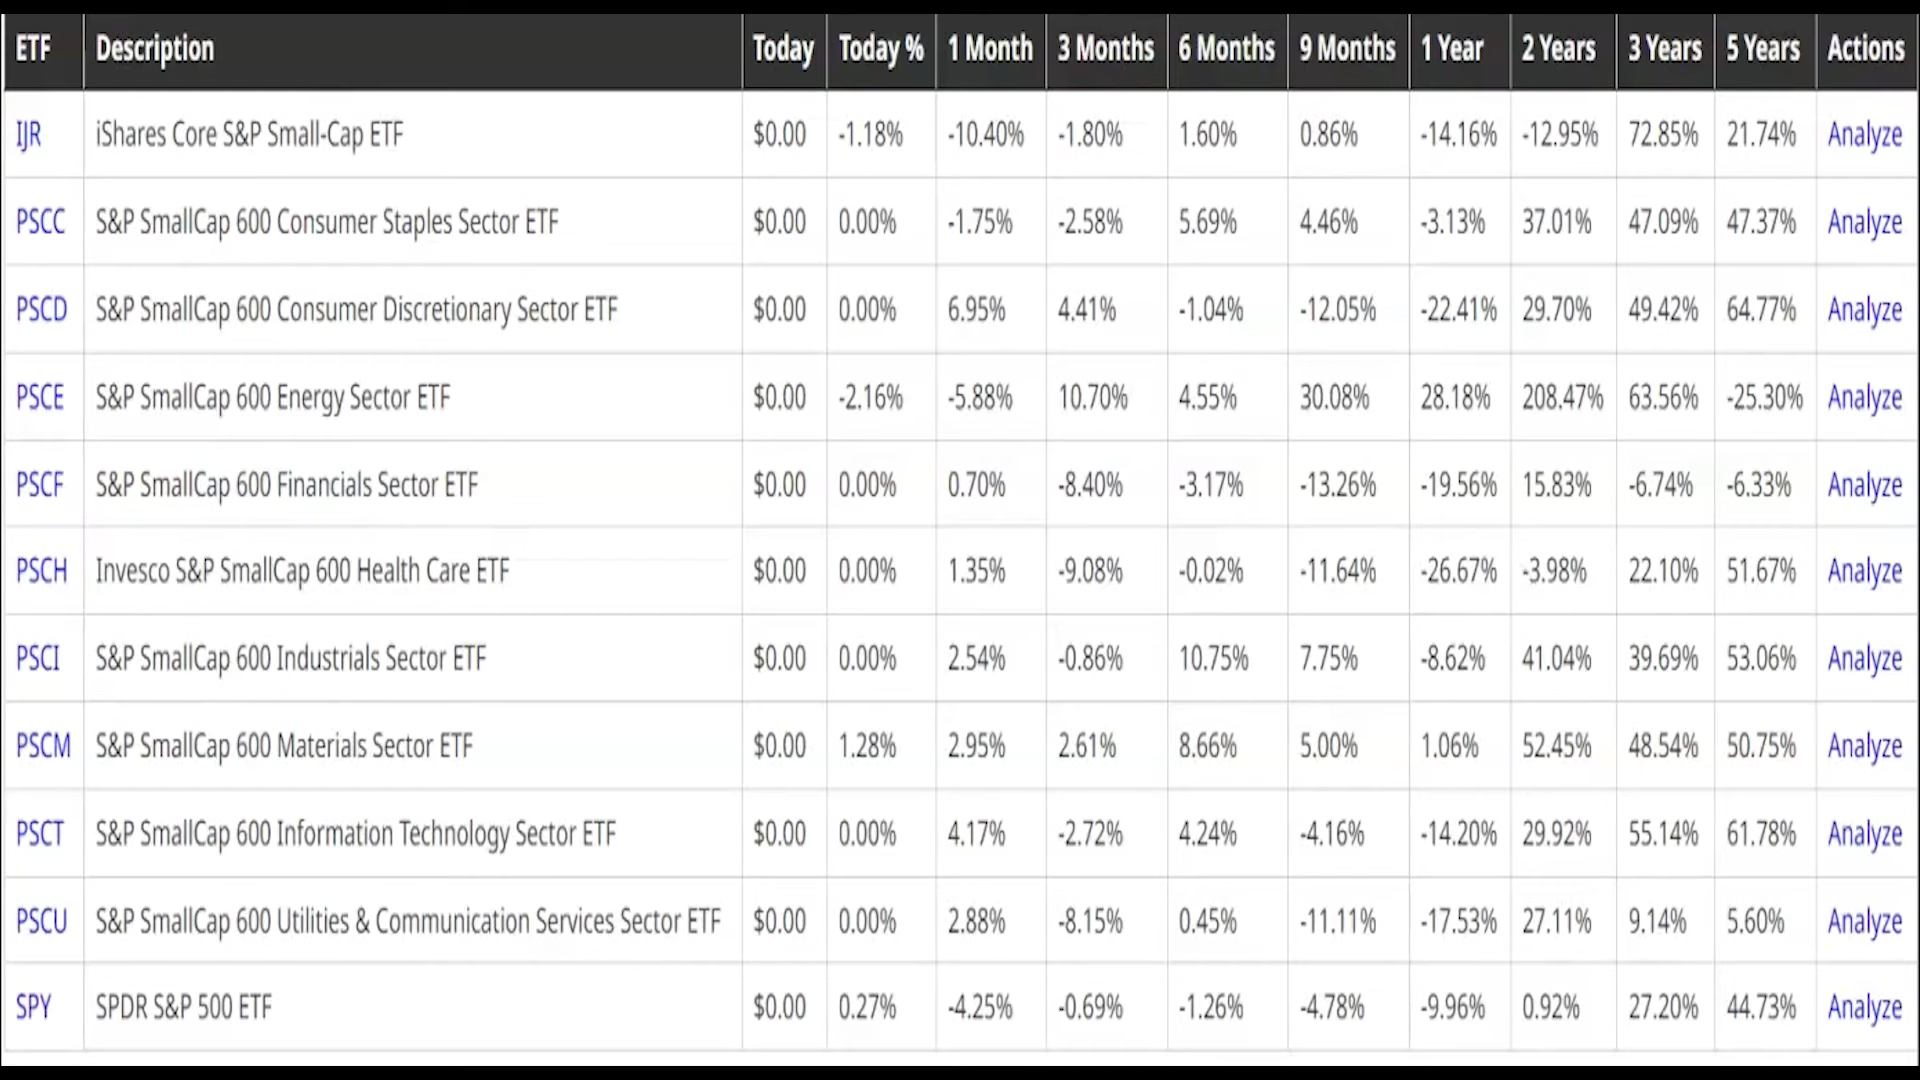 ETF Description Today Today % 1 Month 3 Months 6 Months 9 Months 1 Year 2 Years 3 Years 5 Years Actions
IJR iShares Core S&P Small-Cap ETF $0.00 -1.18% -10.40% -1.80% 1.60% 0.86% -14.16% -12.95% 72.85% 21.74% Analyze
PSCC S&P SmallCap 600 Consumer Staples Sector ETF $0.00 0.00% -1.75% -2.58% 5.69% 4.46% -3.13% 37.01% 47.09% 47.37% Analyze
PSCD S&P SmallCap 600 Consumer Discretionary Sector ETF $0.00 0.00% 6.95% 4.41% -1.04% -12.05% -22.41% 29.70% 49.42% 64.77% Analyze
PSCE S&P SmallCap 600 Energy Sector ETF $0.00 -2.16% -5.88% 10.70% 4.55% 30.08% 28.18% 208.47% 63.56% -25.30% Analyze
PSCF S&P SmallCap 600 Financials Sector ETF $0.00 0.00% 0.70% -8.40% -3.17% -13.26% -19.56% 15.83% -6.74% -6.33% Analyze
PSCH Invesco S&P SmallCap 600 Health Care ETF $0.00 0.00% 1.35% -9.08% -0.02% -11.64% -26.67% -3.98% 22.10% 51.67% Analyze
PSCI S&P SmallCap 600 Industrials Sector ETF $0.00 0.00% 2.54% -0.86% 10.75% 7.75% -8.62% 41.04% 39.69% 53.06% Analyze
PSCM S&P SmallCap 600 Materials Sector ETF $0.00 1.28% 2.95% 2.61% 8.66% 5.00% 1.06% 52.45% 48.54% 50.75% Analyze
PSCT S&P SmallCap 600 Information Technology Sector ETF $0.00 0.00% 4.17% -2.72% 4.24% -4.16% -14.20% 29.92% 55.14% 61.78% Analyze
PSCU S&P SmallCap 600 Utilities & Communication Services Sector ETF $0.00 0.00% 2.88% -8.15% 0.45% -11.11% -17.53% 27.11% 9.14% 5.60% Analyze
SPY SPDR S&P 500 ETF $0.00 0.27% -4.25% -0.69% -1.26% -4.78% -9.96% 0.92% 27.20% 44.73% Analyze